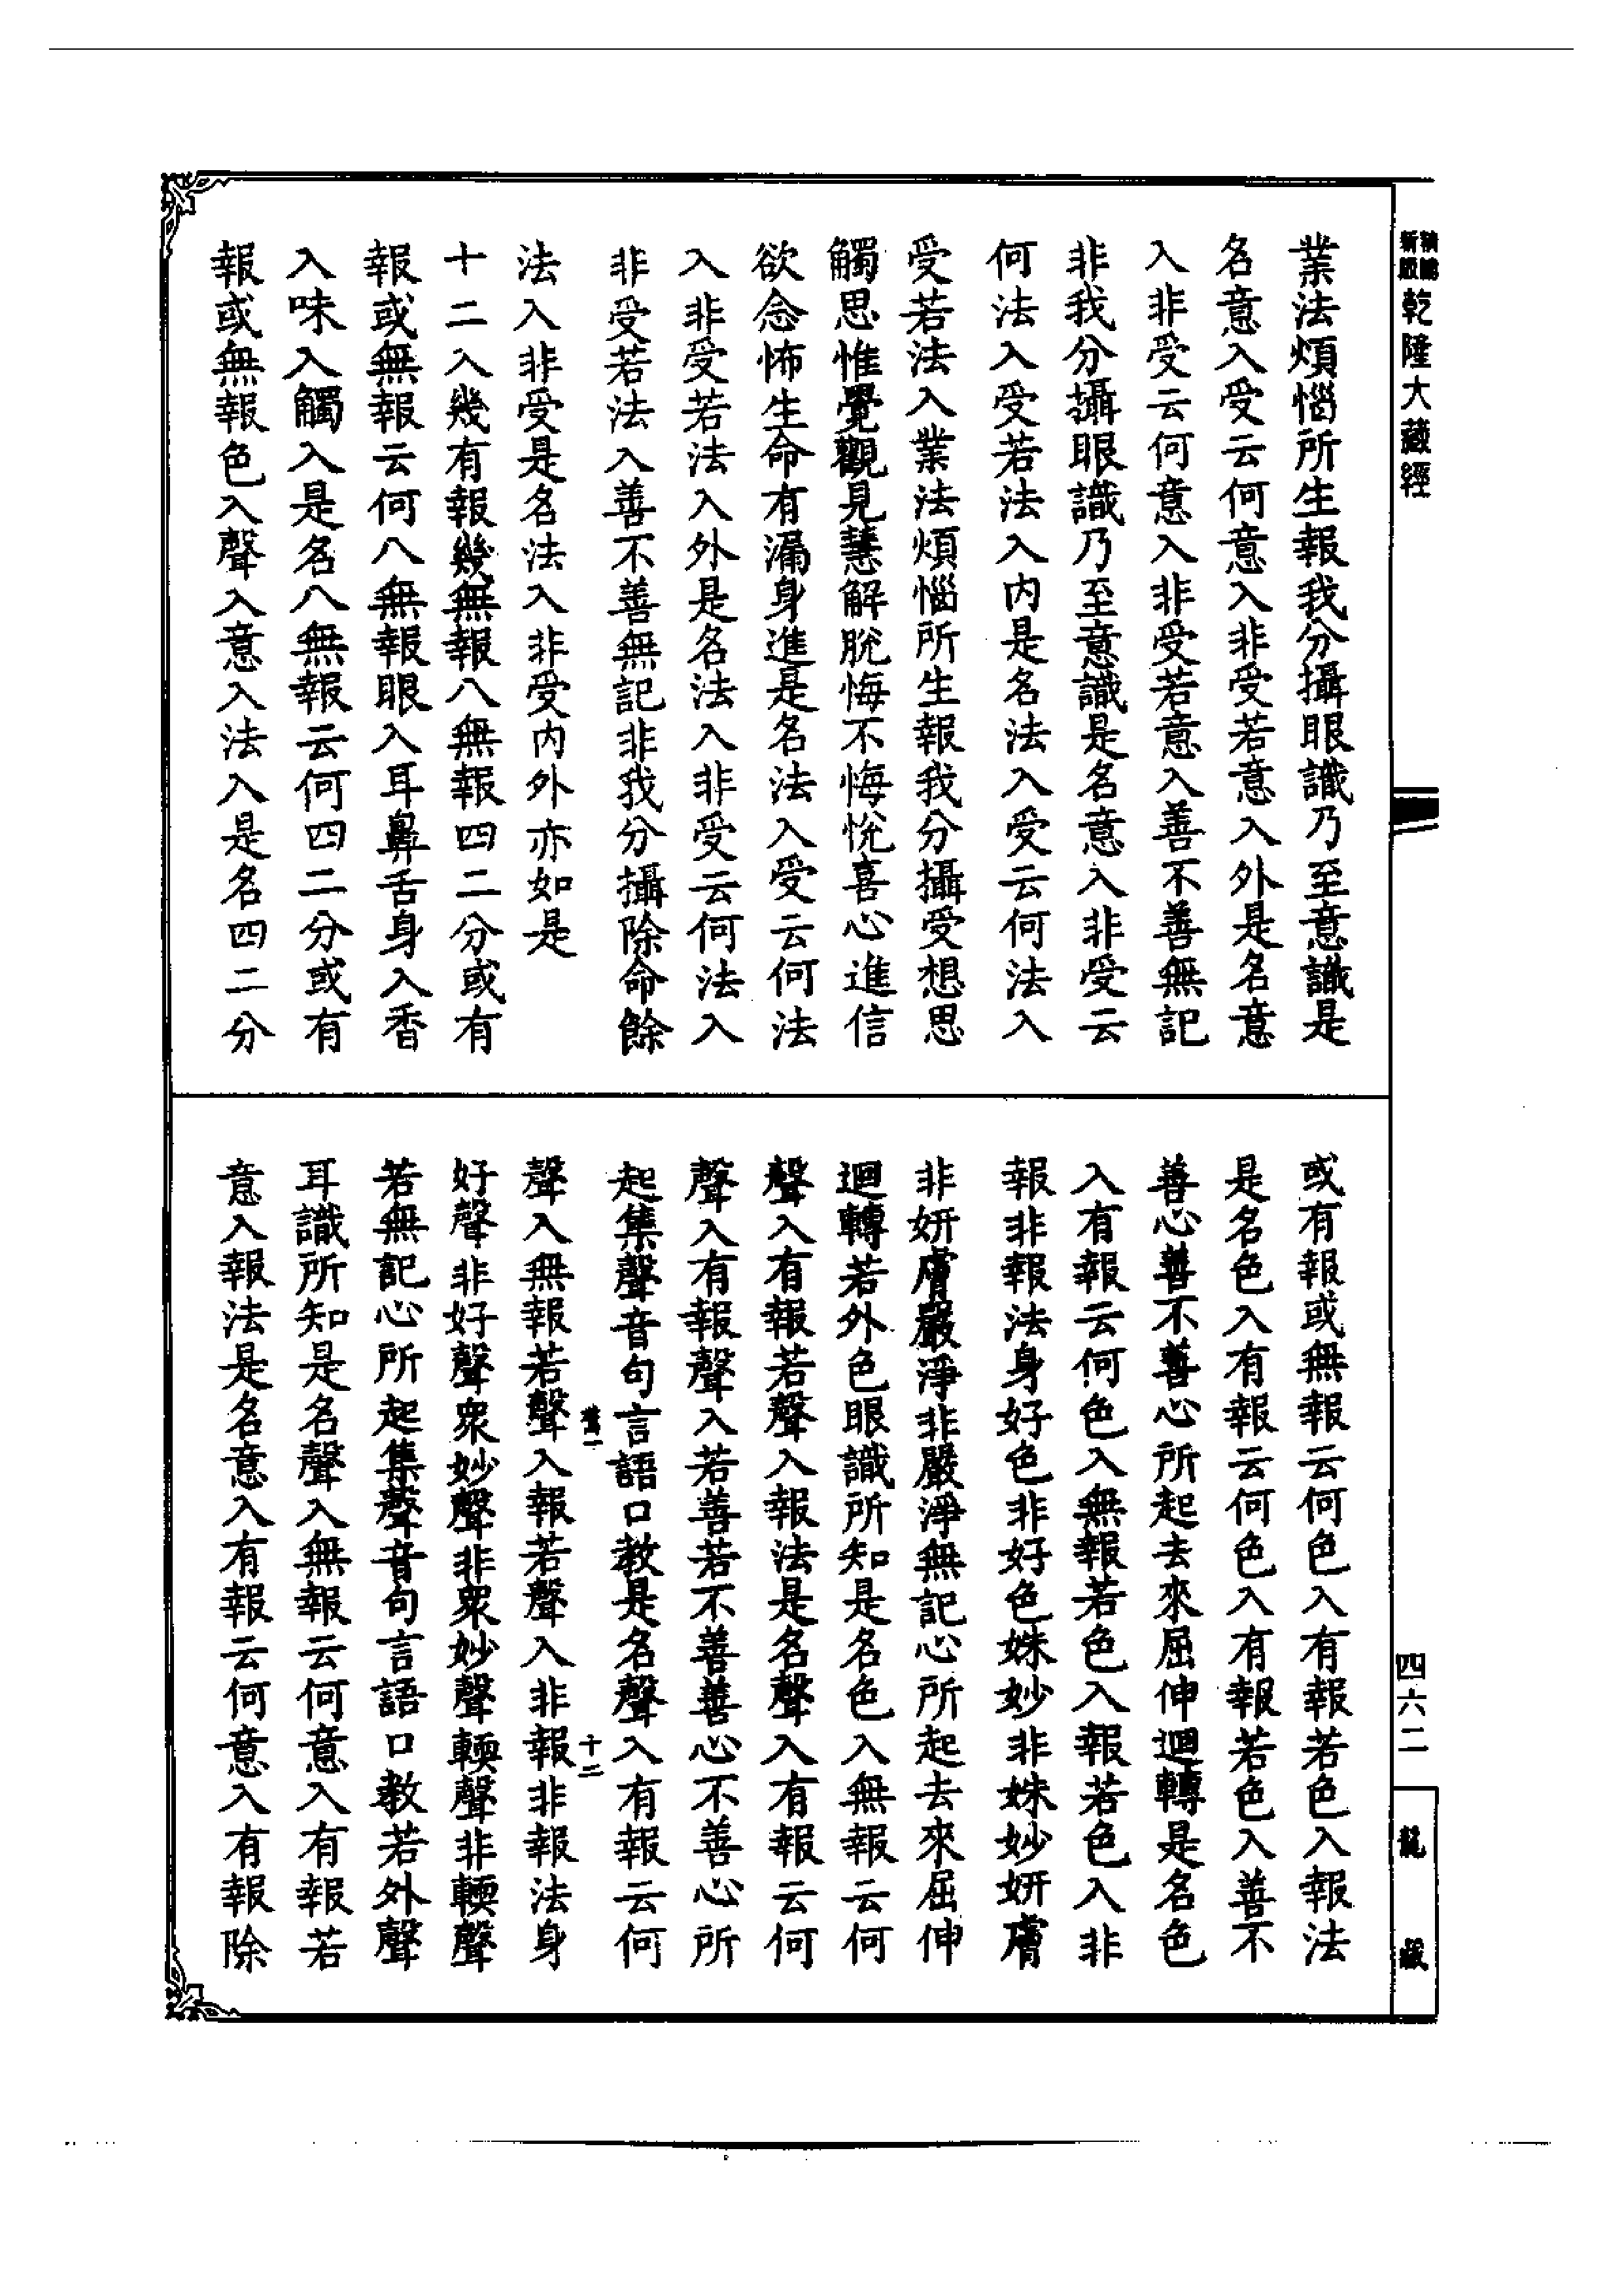 乾隆大藏經
業法煩惱所生報我分攝眼識乃至意識是
名意入受云何意入非受若意入外是名意
入非受云何意入非受若意入善不善無記
非我分攝眼識乃至意識是名意入非受云
何法入受若法入內是名法入受云何法入
受若法入業法煩惱所生報我分攝受想思
觸思惟覺觀見慧解脫悔不悔悅喜心進信
欲念怖生命有漏身進是名法入受云何法
入非受若法入外是名法入非受云何法入
非受若法入善不善無記非我分攝除命餘
法入非受是名法入非受內外亦如是
十二入幾有報幾無報八無報四二分或有
報或無報云何八無報眼入耳鼻舌身入香
入味入觸入是名八無報云何四二分或有
報或無報色入聲入意入法入是名四二分
或有報或無報云何色入有報若色入報法
是名色入有報云何色入有報若色入善不
善心善不善心所起去來屈伸迴轉是名色
入有報云何色入無報若色入報若色入非
報非報法身好色非好色姝妙非姝妙妍膚
非妍膚嚴淨非嚴淨無記心所起去來屈伸
迴轉若外色眼識所知是名色入無報云何
聲入有報若聲入報法是名聲入有報云何
聲入有報聲入若善若不善善心不善心所
起集聲音句言語口教是名聲入有報云何
十二
聲入無報若聲入報若聲入非報非報法身
好聲非好聲眾妙聲非眾妙聲輭聲非輭聲
若無記心所起集聲音句言語口教若外聲
耳識所知是名聲入無報云何意入有報若
意入報法是名意入有報云何意入有報除
四六二
龍藏